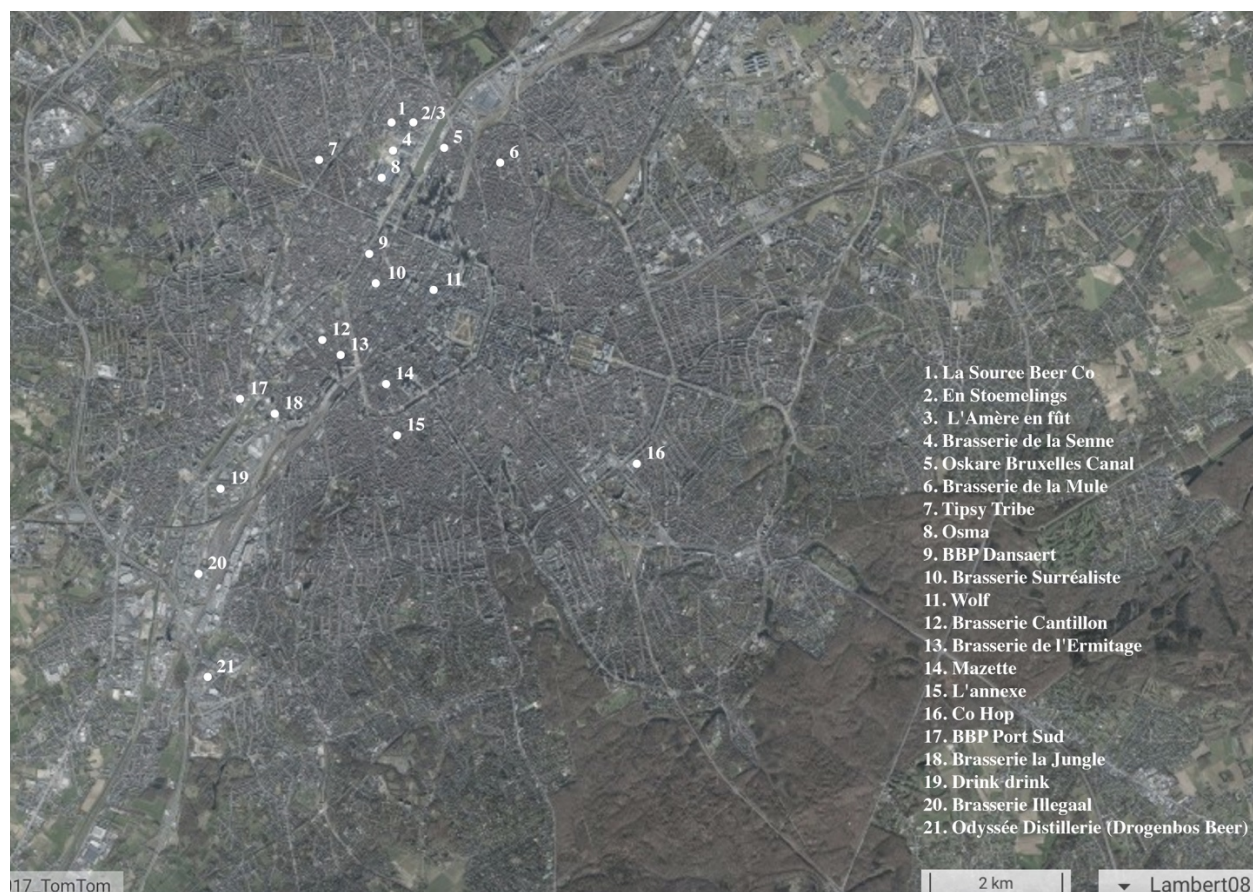 1
2/3
4
5
6
7
8
9
10
11
12
13
14
15
16
17
18
19
20
21
1. La Source Beer Co
2. En Stoemelings
3. L'Amère en fût
4. Brasserie de la Senne
5. Oskare Bruxelles Canal
6. Brasserie de la Mule
7. Tipsy Tribe
8. Osma
9. BBP Dansaert
10. Brasserie Surréaliste
11. Wolf
12. Brasserie Cantillon
13. Brasserie de l'Ermitage
14. Mazette
15. L'annexe
16. Co Hop
17. BBP Port Sud
18. Brasserie la Jungle
19. Drink drink
20. Brasserie Illegaal
21. Odyssée Distillerie (Drogenbos Beer)
17 TomTom
2 km
Lambert08